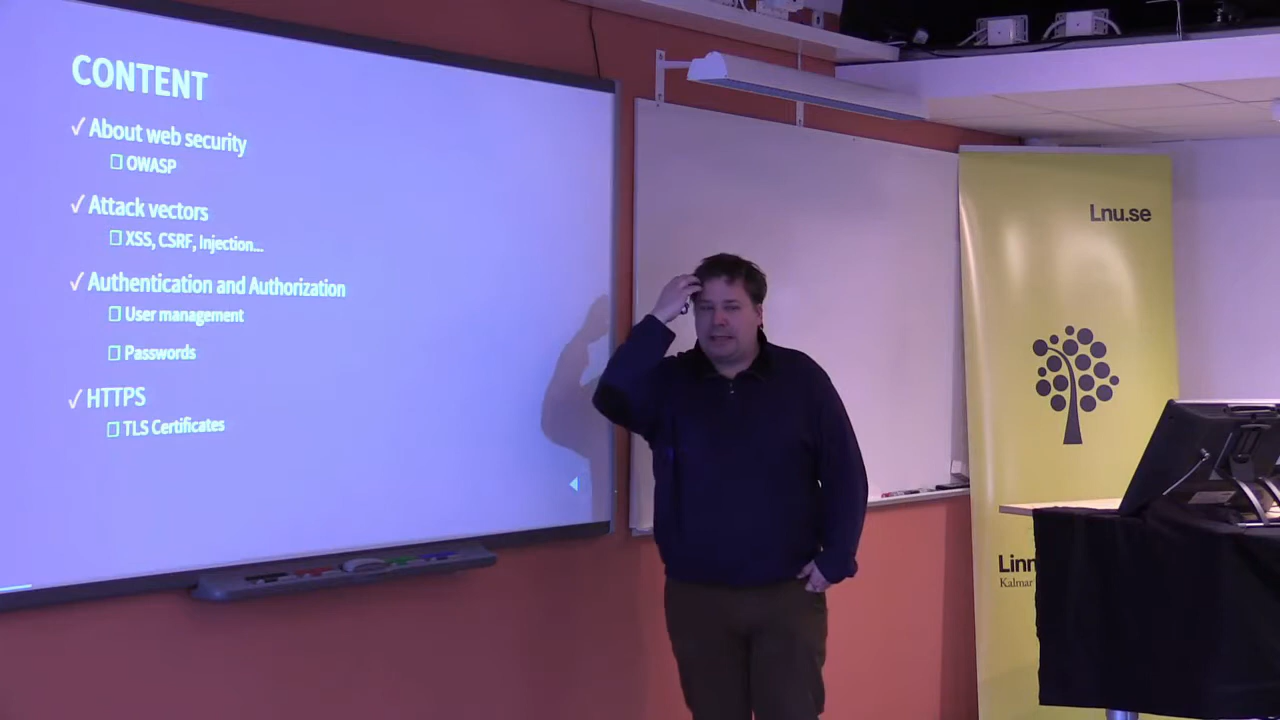 CONTENT
✓ About web security
☐ OWASP
✓ Attack vectors
☐ XSS, CSRF, Injection...
✓ Authentication and Authorization
☐ User management
☐ Passwords
✓ HTTPS
☐ TLS Certificates
Lnu.se
Kalmar